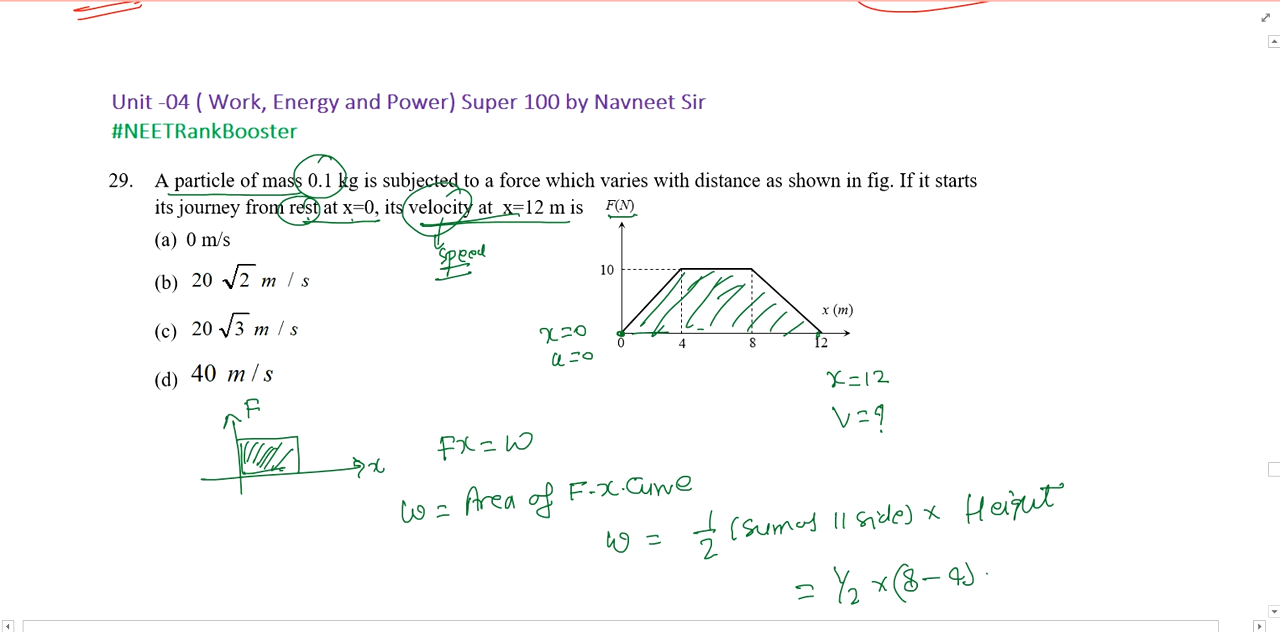 Unit -04 ( Work, Energy and Power) Super 100 by Navneet Sir
#NEETRankBooster
29. A particle of mass 0.1 kg is subjected to a force which varies with distance as shown in fig. If it starts
its journey from rest at x=0, its velocity at x=12 m is
F(N)
(a) 0 m/s
speed
(b) 20 √2 m / s
10
x (m)
(c) 20 √3 m / s
x=0
0 4 8 12
u=0
(d) 40 m / s
x=12
V=?
F
x
Fx = W
W = Area of F-x.Curve
W = 1/2 (Sum of 11 side) x Height
= 1/2 x (8-4).